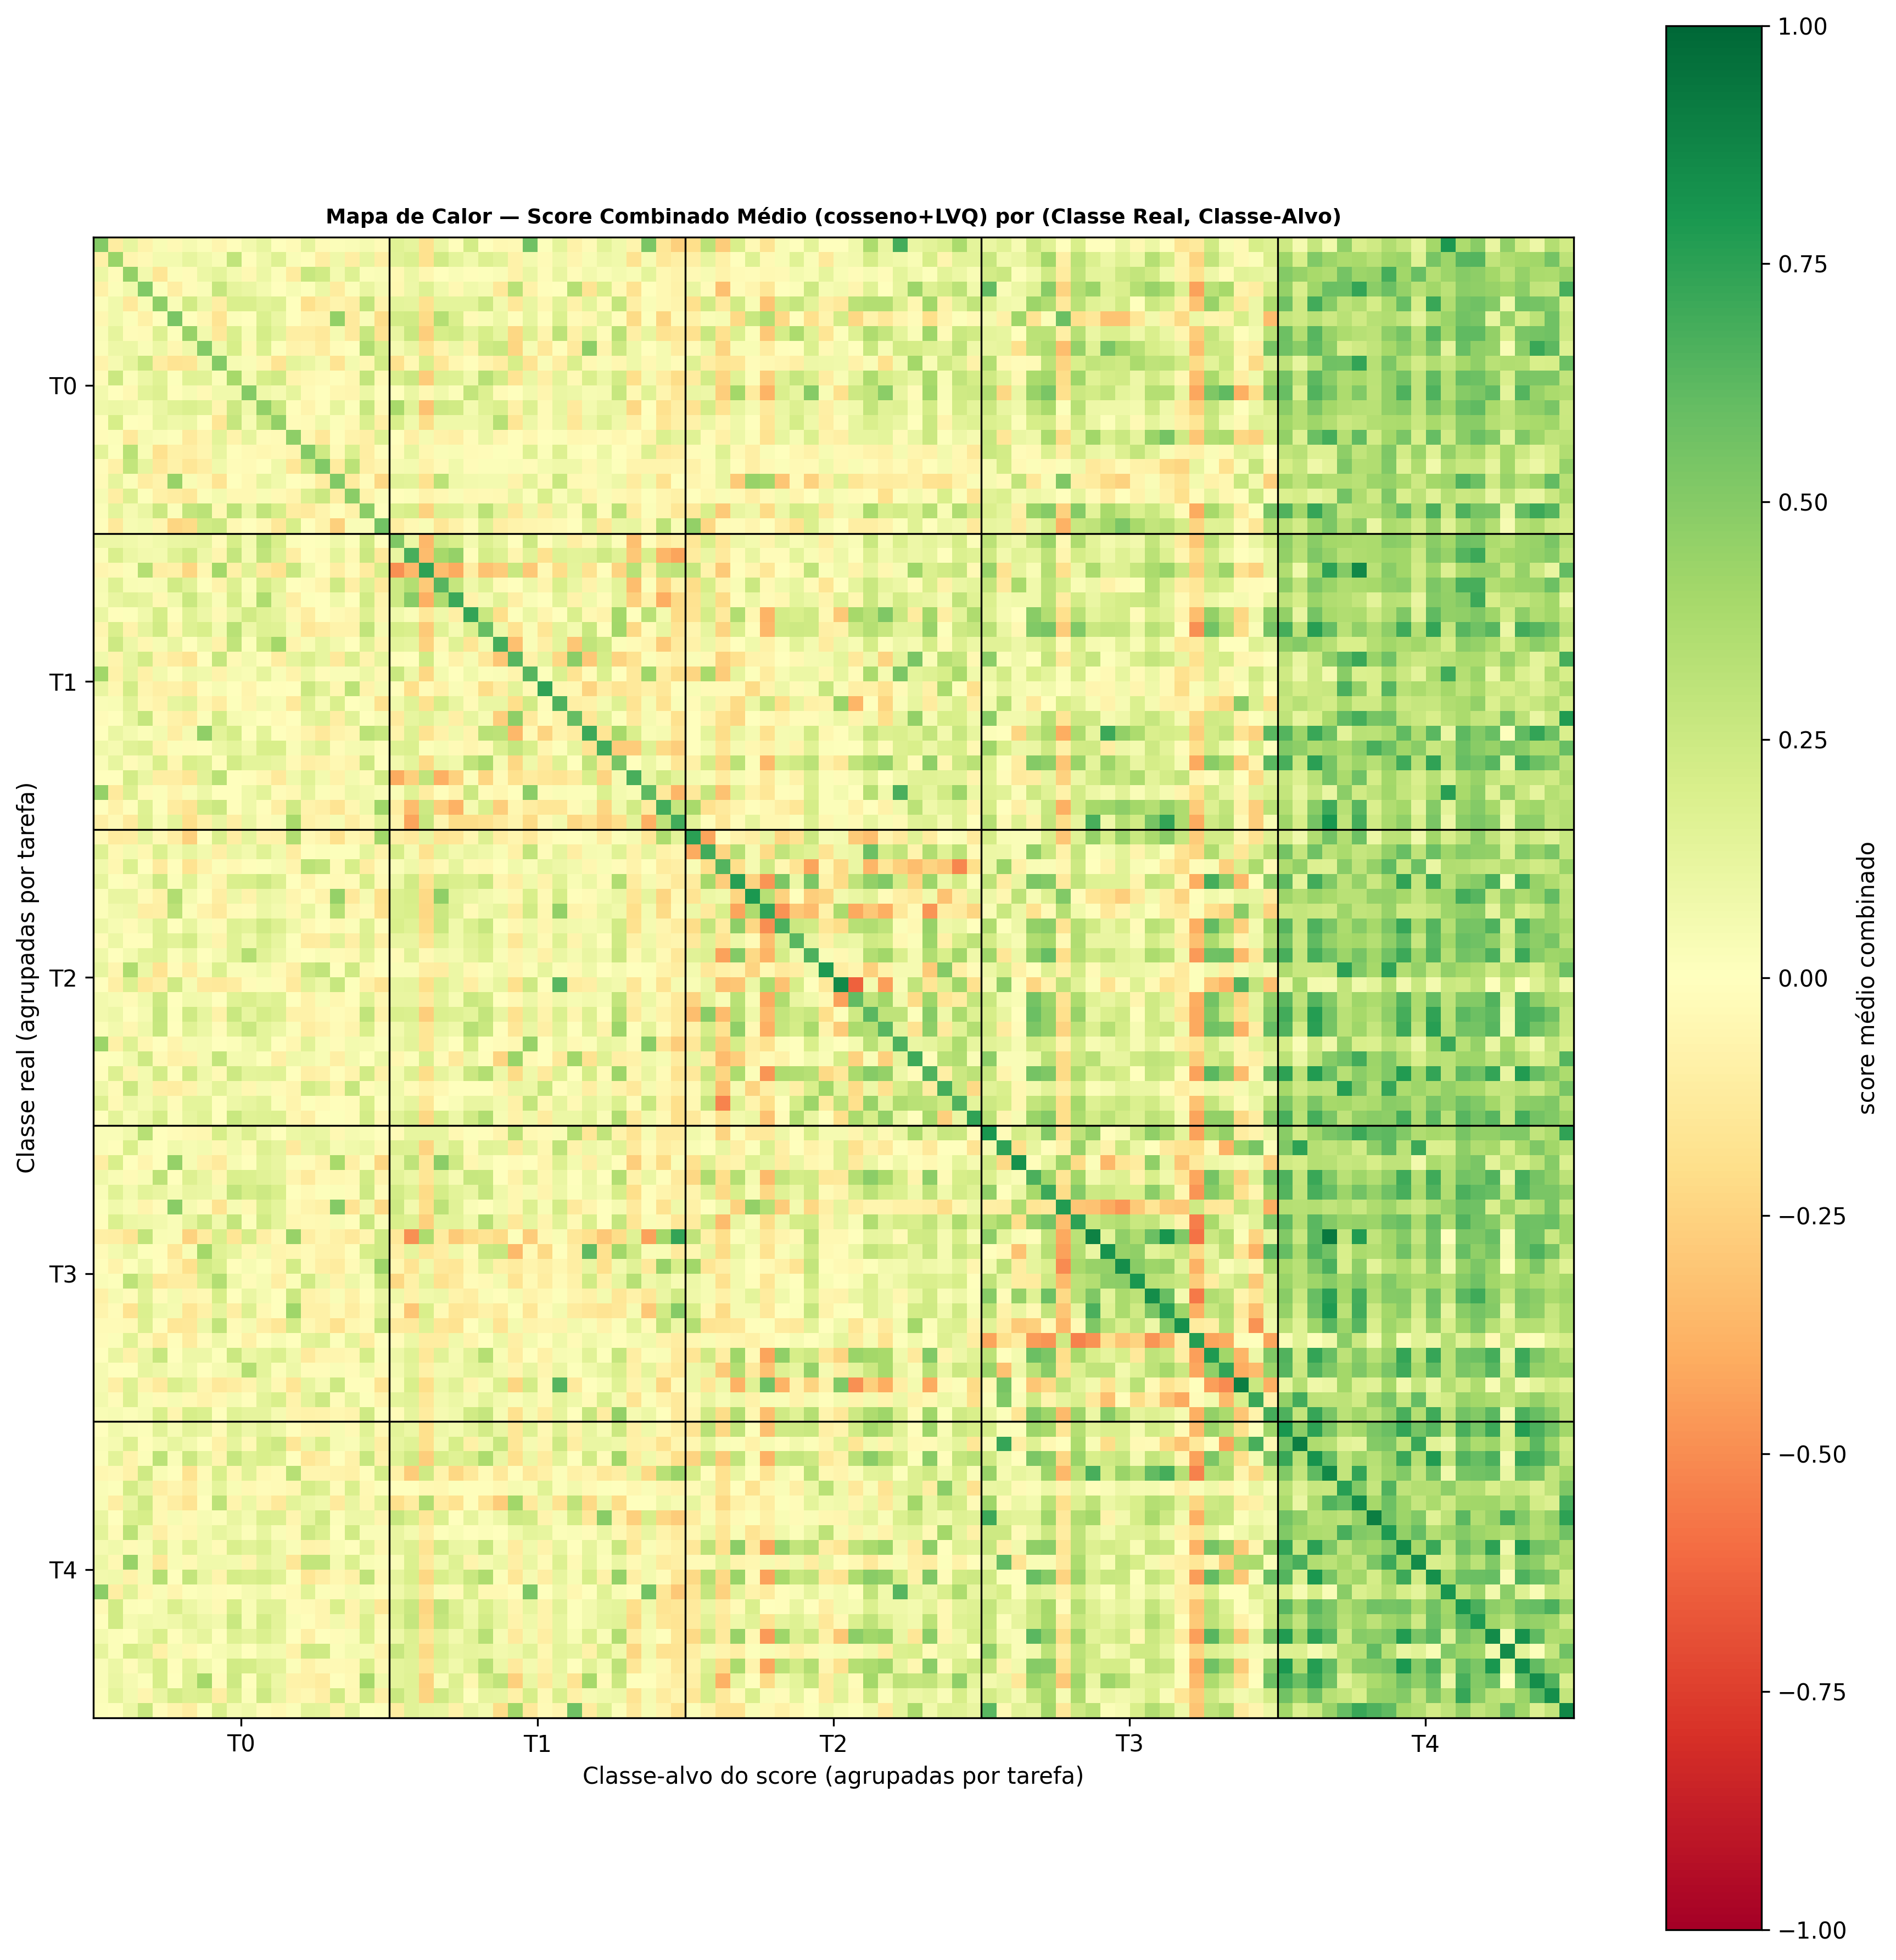 Mapa de Calor — Score Combinado Médio (cosseno+LVQ) por (Classe Real, Classe-Alvo)
Classe real (agrupadas por tarefa)
T0
T1
T2
T3
T4
T0 T1 T2 T3 T4
Classe-alvo do score (agrupadas por tarefa)
1.00
0.75
0.50
0.25
0.00
−0.25
−0.50
−0.75
−1.00
score médio combinado